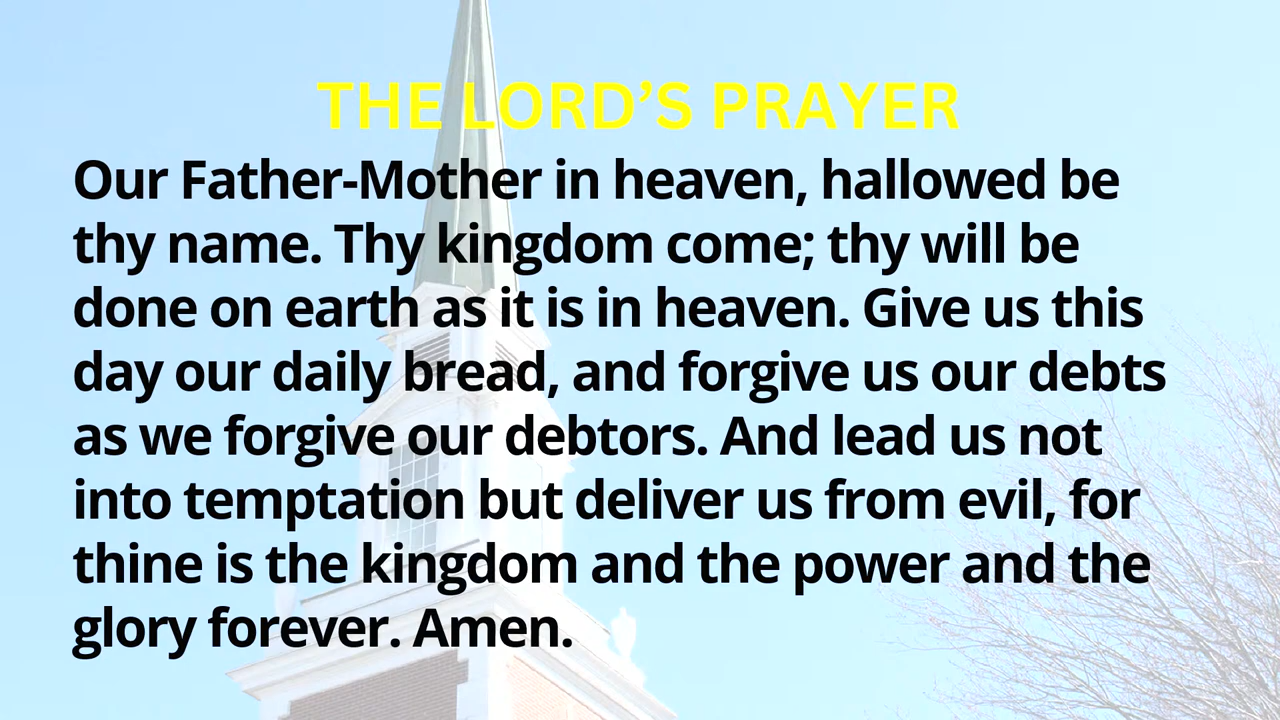 THE LORD’S PRAYER
Our Father-Mother in heaven, hallowed be
thy name. Thy kingdom come; thy will be
done on earth as it is in heaven. Give us this
day our daily bread, and forgive us our debts
as we forgive our debtors. And lead us not
into temptation but deliver us from evil, for
thine is the kingdom and the power and the
glory forever. Amen.